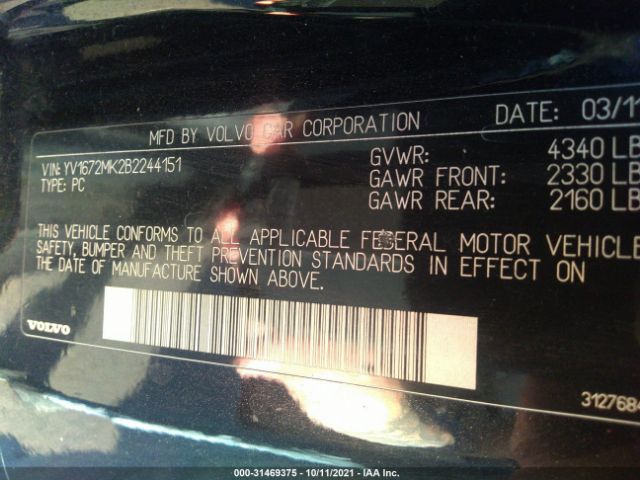 MFD BY VOLVO CAR CORPORATION DATE: 03/11
VIN: YV1672MK2B2244151
TYPE: PC
GVWR: 4340 LB
GAWR FRONT: 2330 LB
GAWR REAR: 2160 LB
THIS VEHICLE CONFORMS TO ALL APPLICABLE FEDERAL MOTOR VEHICLE
SAFETY, BUMPER AND THEFT PREVENTION STANDARDS IN EFFECT ON
THE DATE OF MANUFACTURE SHOWN ABOVE.
VOLVO
3127684
000-31469375 - 10/11/2021 - IAA Inc.